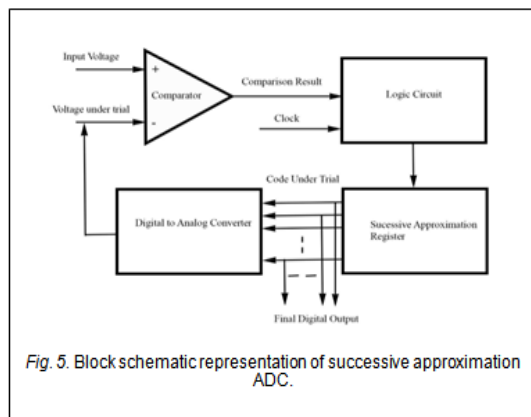 Input Voltage
+
Comparison Result
Comparator
Logic Circuit
Voltage under trial
-
Clock
Code Under Trial
Digital to Analog Converter
Sucessive Approximation
Register
Final Digital Output
Fig. 5. Block schematic representation of successive approximation
ADC.